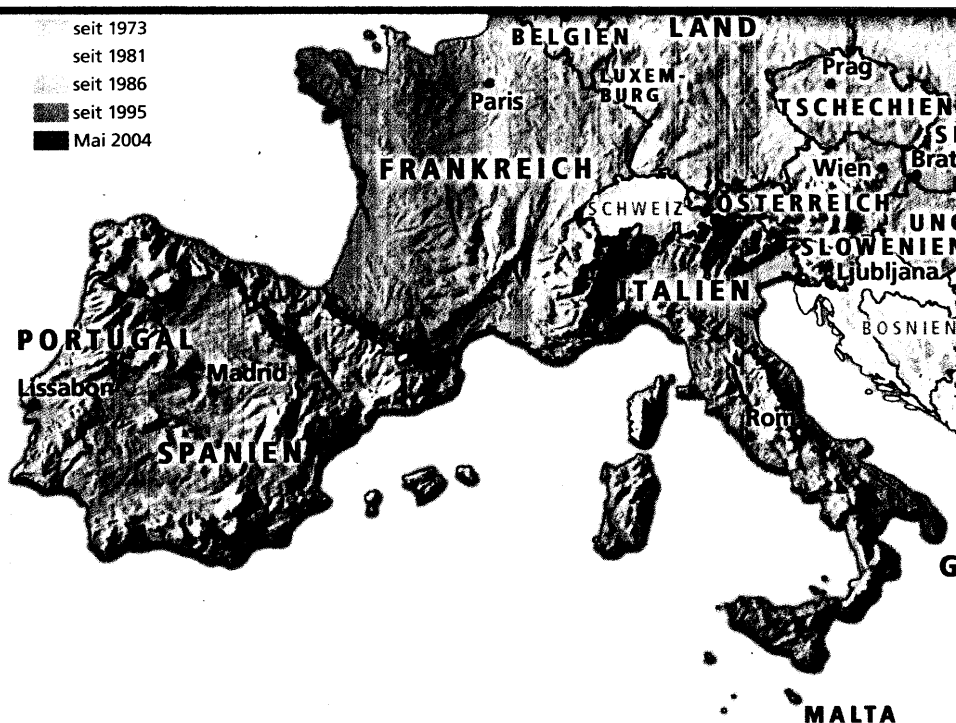 seit 1973
seit 1981
seit 1986
seit 1995
Mai 2004
BELGIEN
LAND
LUXEM-
BURG
Paris
Prag
TSCHECHIEN
FRANKREICH
Wien
SCHWEIZ
ÖSTERREICH
SLOWENIEN
Ljubljana
ITALIEN
BOSNIEN
PORTUGAL
Lissabon
Madrid
Rom
SPANIEN
G
MALTA